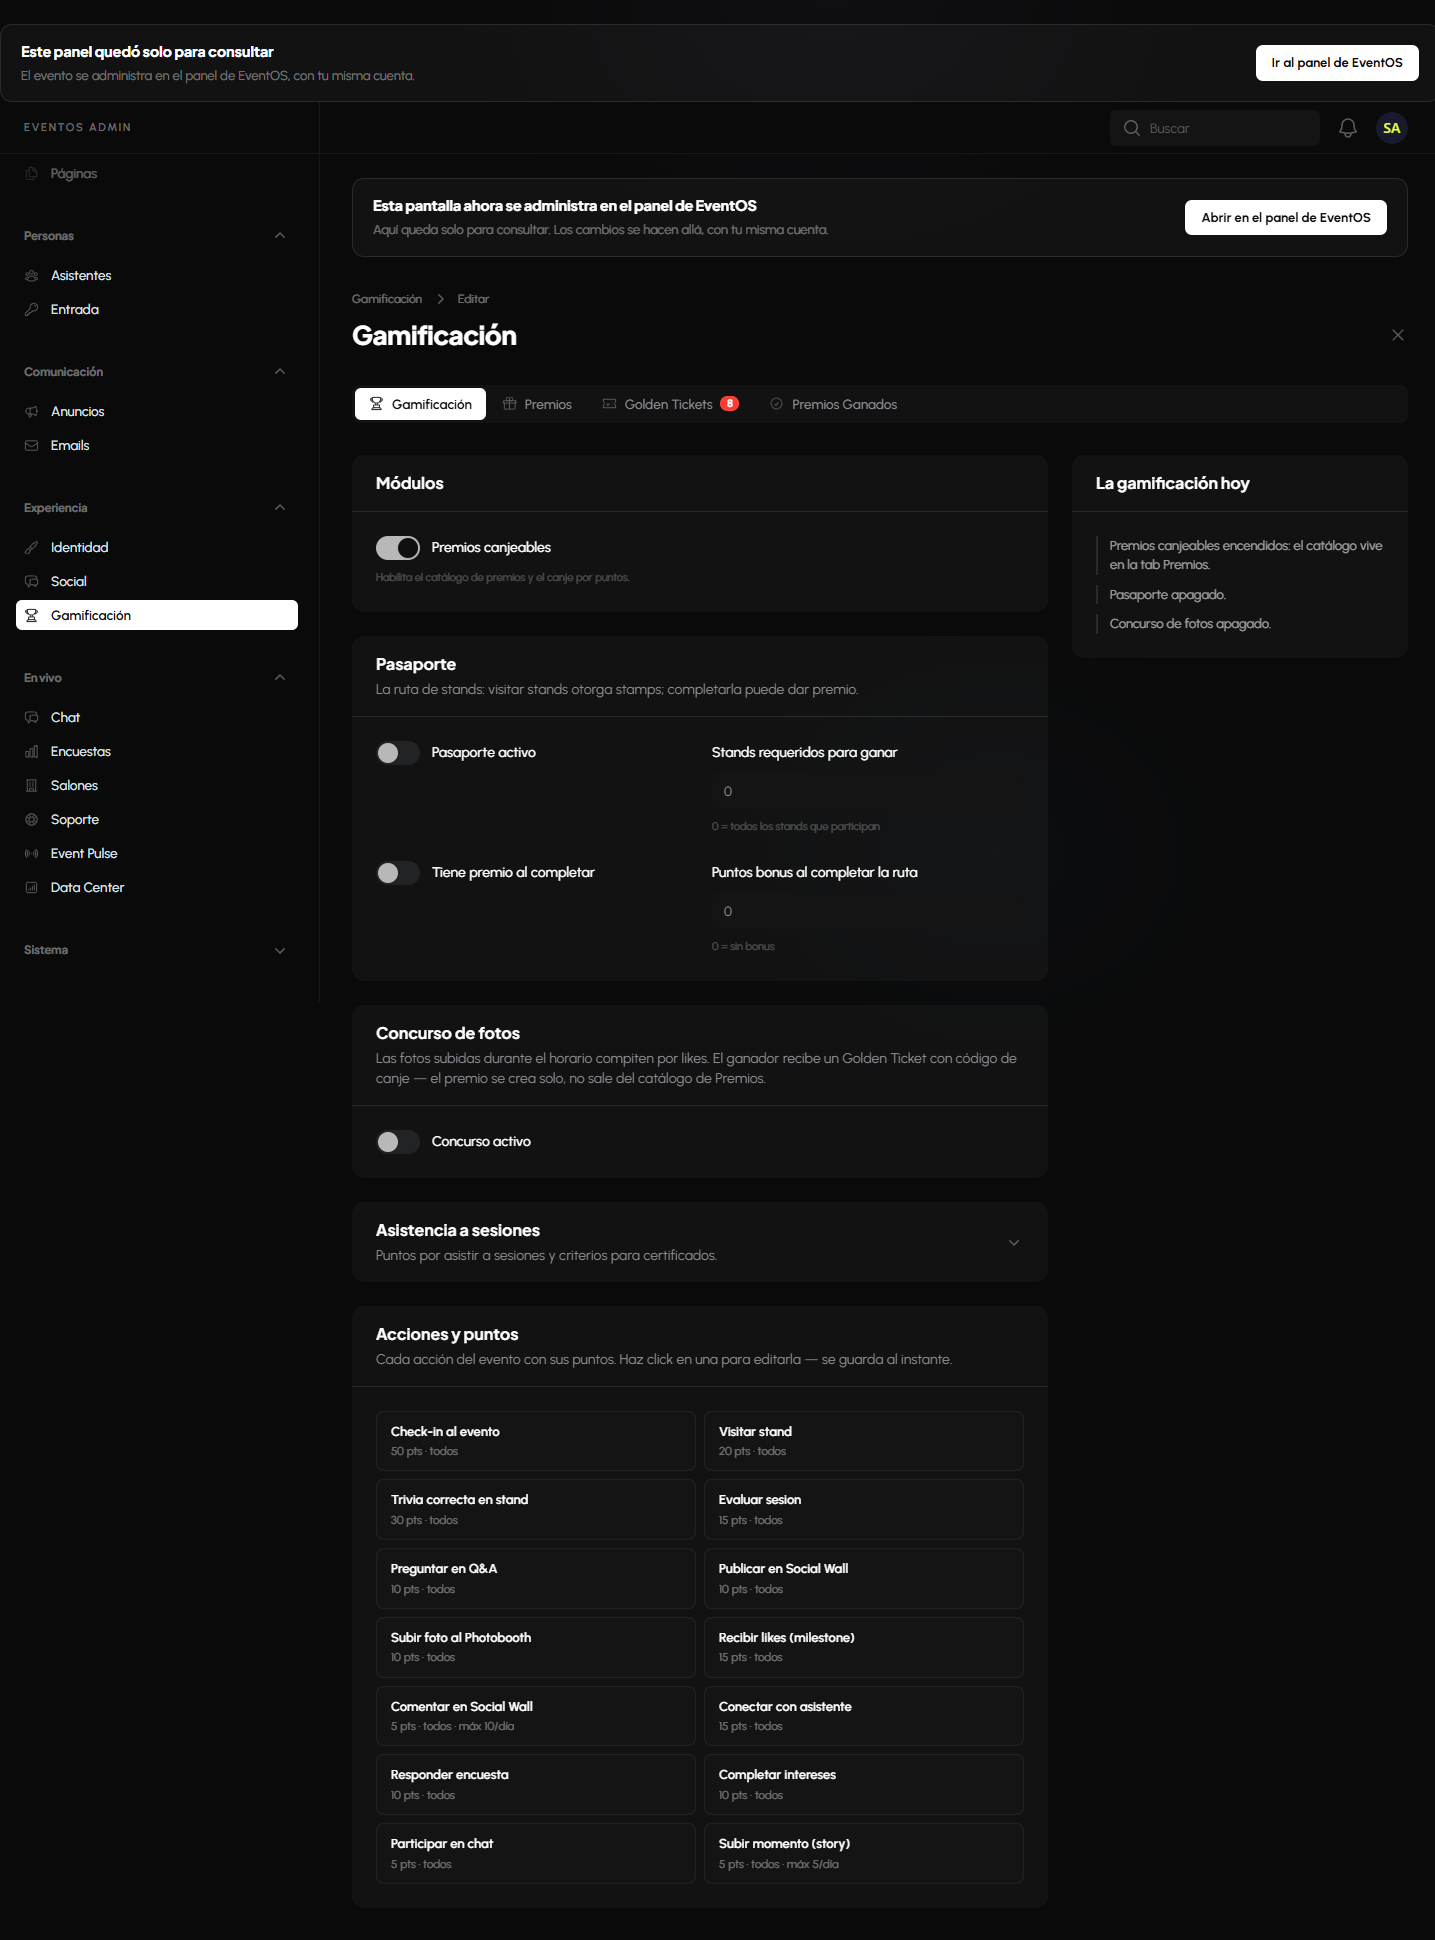 Este panel quedó solo para consultar
El evento se administra en el panel de EventOS, con tu misma cuenta.
Ir al panel de EventOS
EVENTOS ADMIN
Buscar
SA
Páginas
Personas
Asistentes
Entrada
Comunicación
Anuncios
Emails
Experiencia
Identidad
Social
Gamificación
En vivo
Chat
Encuestas
Salones
Soporte
Event Pulse
Data Center
Sistema
Esta pantalla ahora se administra en el panel de EventOS
Aquí queda solo para consultar. Los cambios se hacen allá, con tu misma cuenta.
Abrir en el panel de EventOS
Gamificación > Editar
Gamificación
Gamificación
Premios
Golden Tickets 8
Premios Ganados
Módulos
Premios canjeables
Habilita el catálogo de premios y el canje por puntos.
La gamificación hoy
Premios canjeables encendidos: el catálogo vive
en la tab Premios.
Pasaporte apagado.
Concurso de fotos apagado.
Pasaporte
La ruta de stands: visitar stands otorga stamps; completarla puede dar premio.
Pasaporte activo
Stands requeridos para ganar
0
0 = todos los stands que participan
Tiene premio al completar
Puntos bonus al completar la ruta
0
0 = sin bonus
Concurso de fotos
Las fotos subidas durante el horario compiten por likes. El ganador recibe un Golden Ticket con código de
canje — el premio se crea solo, no sale del catálogo de Premios.
Concurso activo
Asistencia a sesiones
Puntos por asistir a sesiones y criterios para certificados.
Acciones y puntos
Cada acción del evento con sus puntos. Haz click en una para editarla — se guarda al instante.
Check-in al evento
50 pts · todos
Visitar stand
20 pts · todos
Trivia correcta en stand
30 pts · todos
Evaluar sesion
15 pts · todos
Preguntar en Q&A
10 pts · todos
Publicar en Social Wall
10 pts · todos
Subir foto al Photobooth
10 pts · todos
Recibir likes (milestone)
15 pts · todos
Comentar en Social Wall
5 pts · todos · máx 10/día
Conectar con asistente
15 pts · todos
Responder encuesta
10 pts · todos
Completar intereses
10 pts · todos
Participar en chat
5 pts · todos
Subir momento (story)
5 pts · todos · máx 5/día